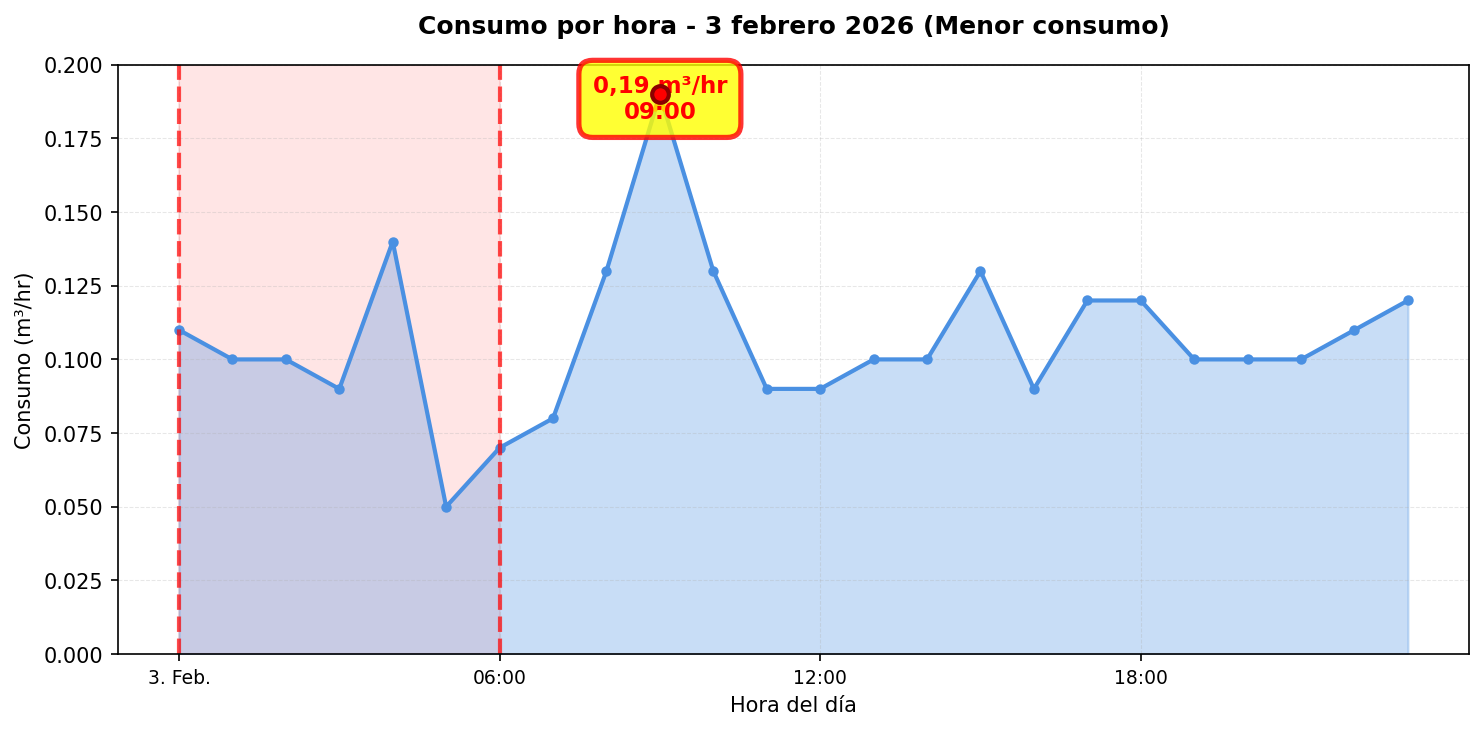 Consumo por hora - 3 febrero 2026 (Menor consumo)
0,19 m³/hr
09:00
0.200
0.175
0.150
0.125
0.100
0.075
0.050
0.025
0.000
Consumo (m³/hr)
3. Feb.
06:00
12:00
18:00
Hora del día